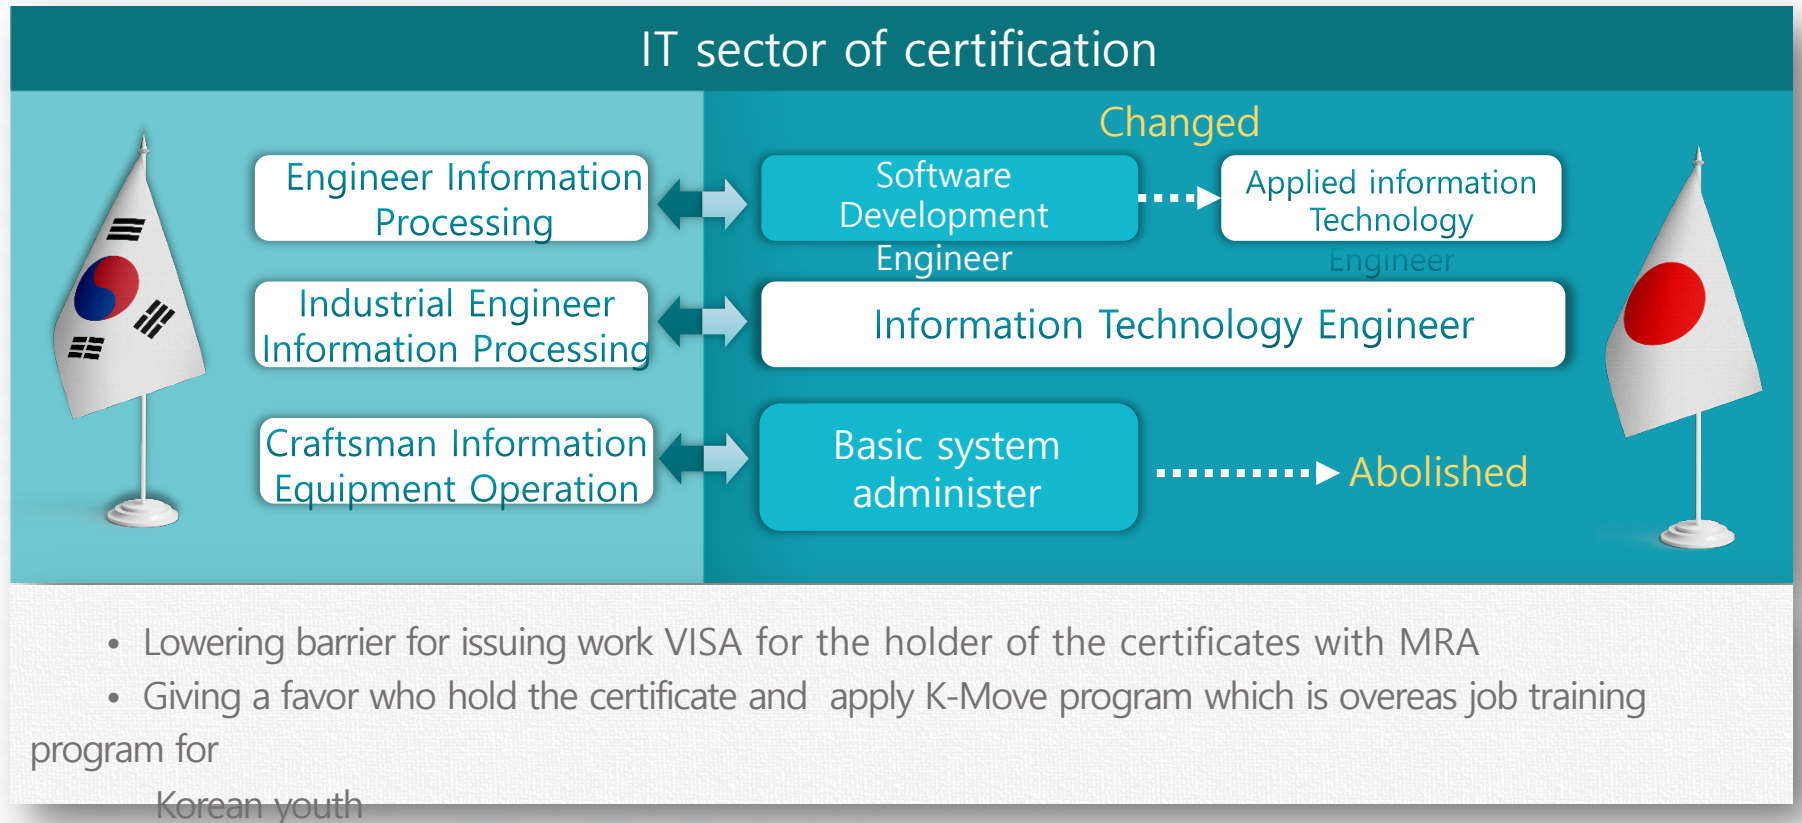 IT sector of certification
Changed
Engineer Information
Processing
Software
Development
Engineer
Applied information
Technology
Engineer
Industrial Engineer
Information Processing
Information Technology Engineer
Craftsman Information
Equipment Operation
Basic system
administer
Abolished
• Lowering barrier for issuing work VISA for the holder of the certificates with MRA
• Giving a favor who hold the certificate and apply K-Move program which is overeas job training
program for
Korean youth